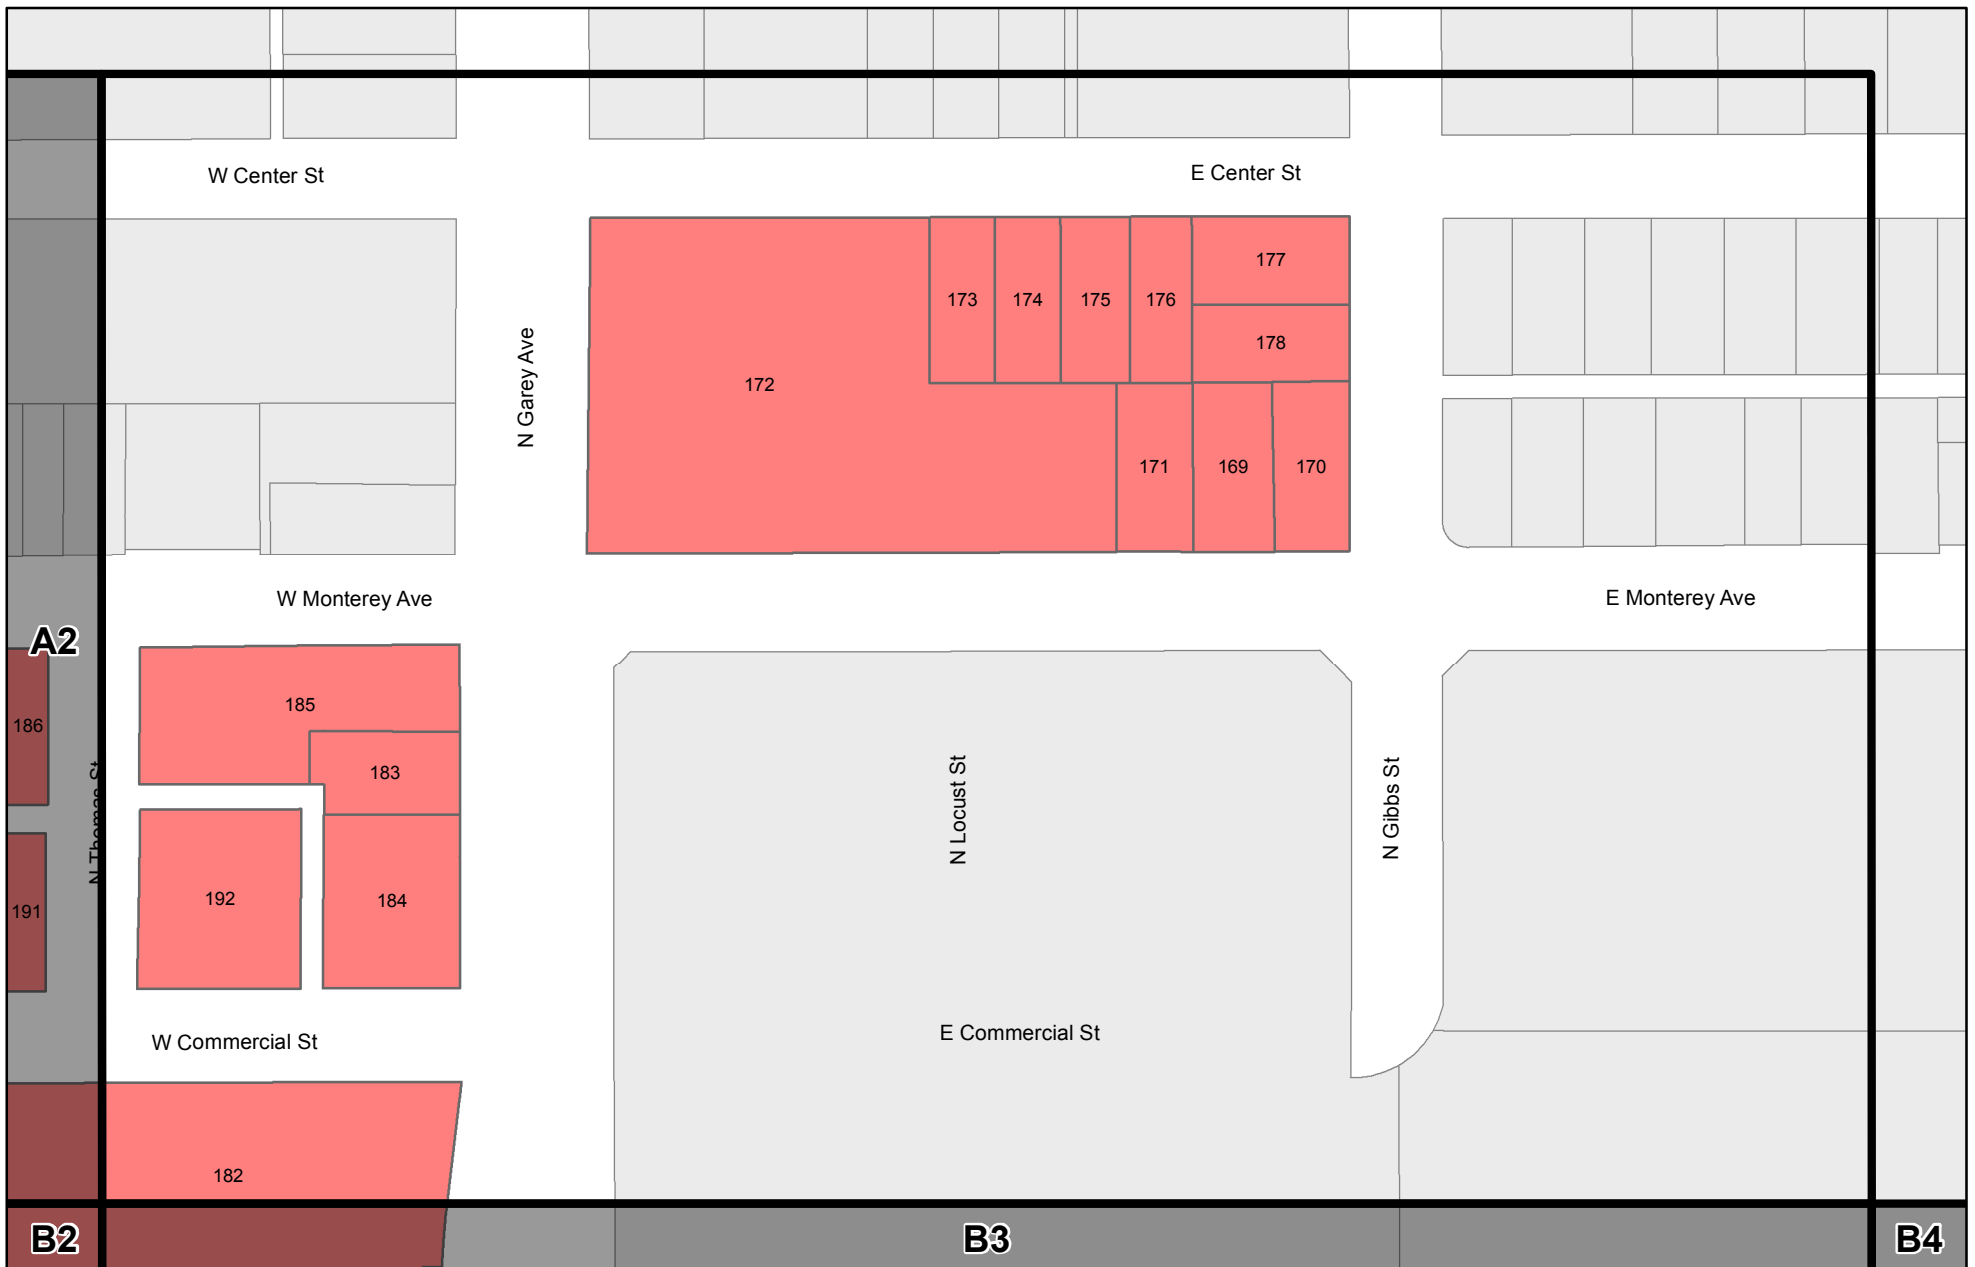 W Center St
E Center St
177
173
174
175
176
178
N Garey Ave
172
171
169
170
W Monterey Ave
E Monterey Ave
A2
185
186
183
N Thomas St
N Locust St
N Gibbs St
192
184
191
W Commercial St
E Commercial St
182
B2
B3
B4